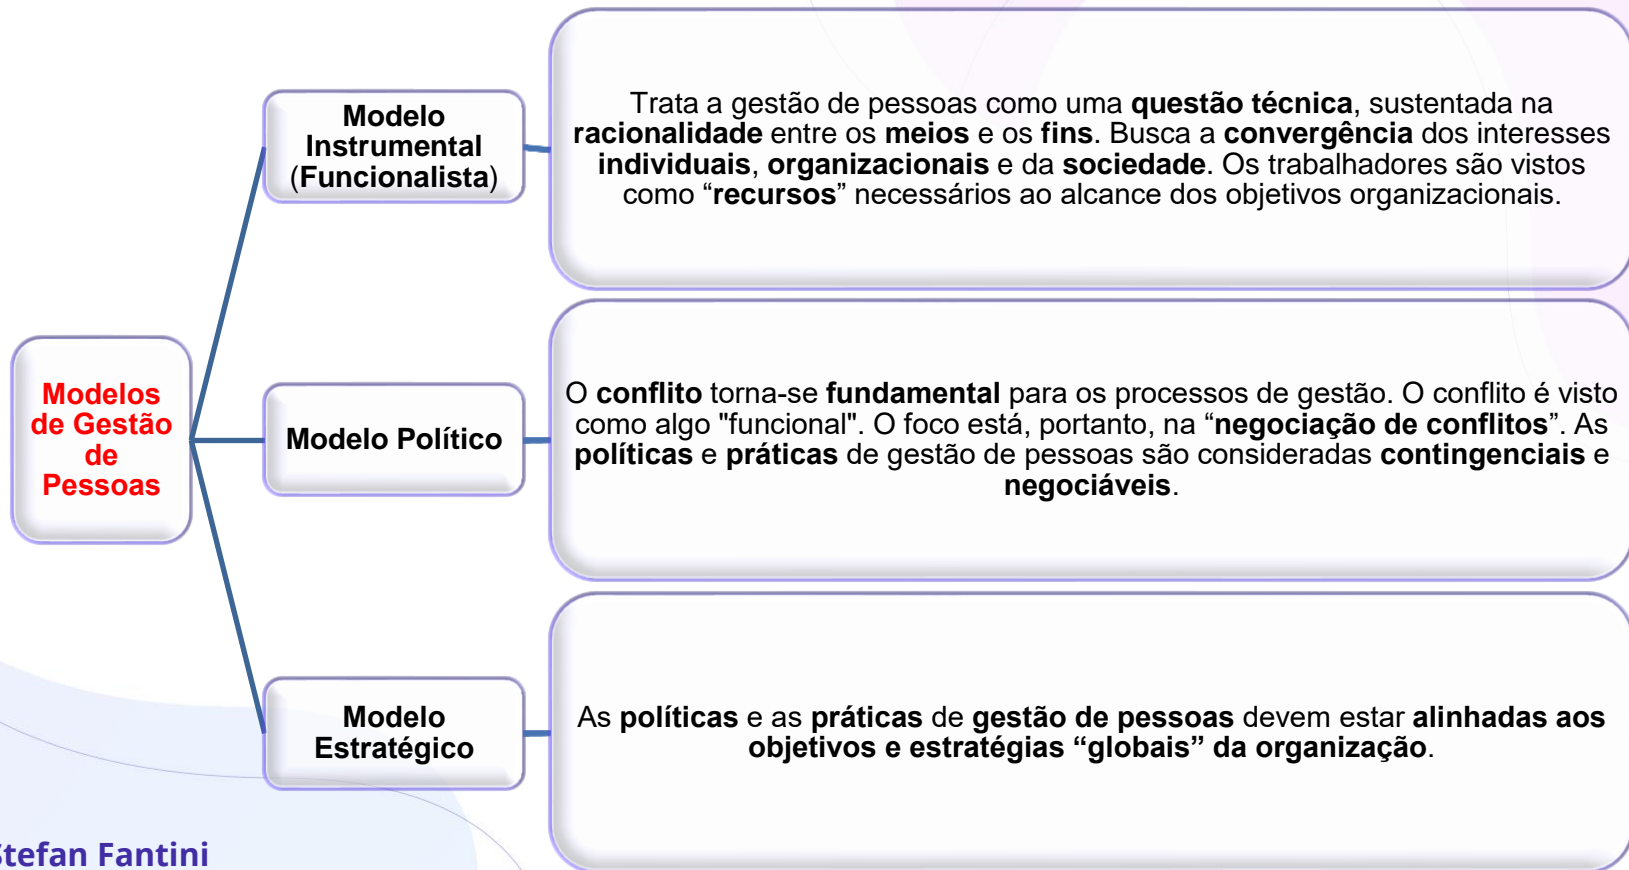 Modelos
de Gestão
de
Pessoas
Modelo
Instrumental
(Funcionalista)
Trata a gestão de pessoas como uma questão técnica, sustentada na
racionalidade entre os meios e os fins. Busca a convergência dos interesses
individuais, organizacionais e da sociedade. Os trabalhadores são vistos
como “recursos” necessários ao alcance dos objetivos organizacionais.
Modelo Político
O conflito torna-se fundamental para os processos de gestão. O conflito é visto
como algo "funcional". O foco está, portanto, na “negociação de conflitos”. As
políticas e práticas de gestão de pessoas são consideradas contingenciais e
negociáveis.
Modelo
Estratégico
As políticas e as práticas de gestão de pessoas devem estar alinhadas aos
objetivos e estratégias “globais” da organização.
Stefan Fantini